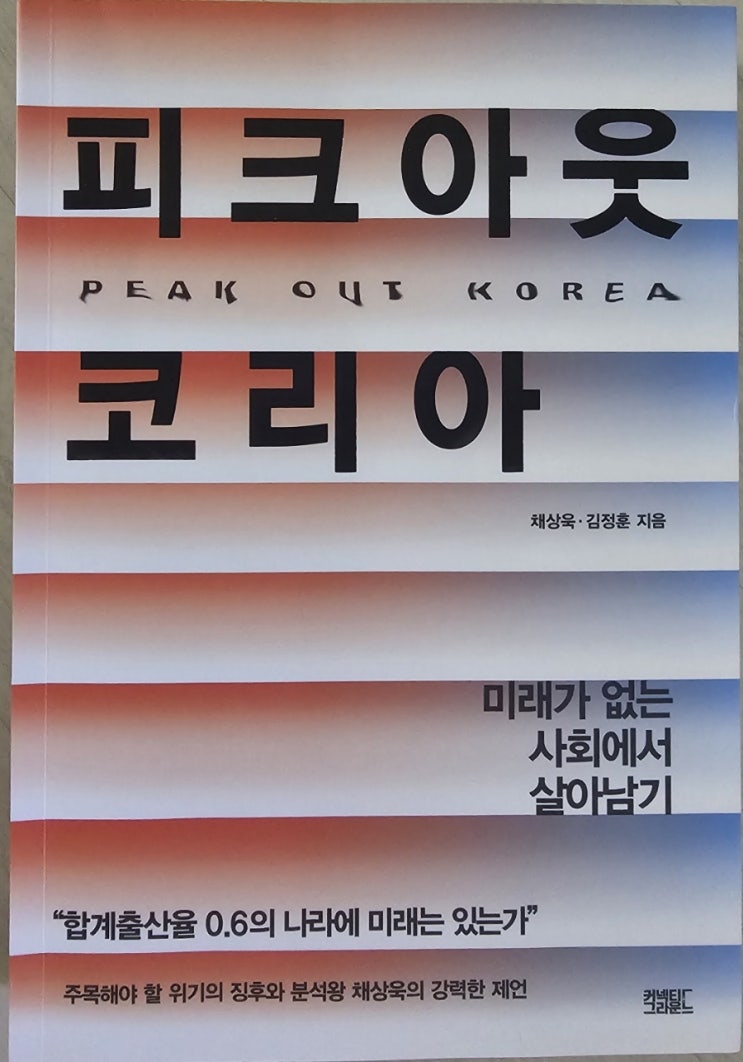 피크아웃
PEAK OUT KOREA
코리아
채상욱·김정훈 지음
미래가 없는
사회에서
살아남기
“합계출산율 0.6의 나라에 미래는 있는가”
주목해야 할 위기의 징후와 분석왕 채상욱의 강력한 제언
커넥티드
그라운드